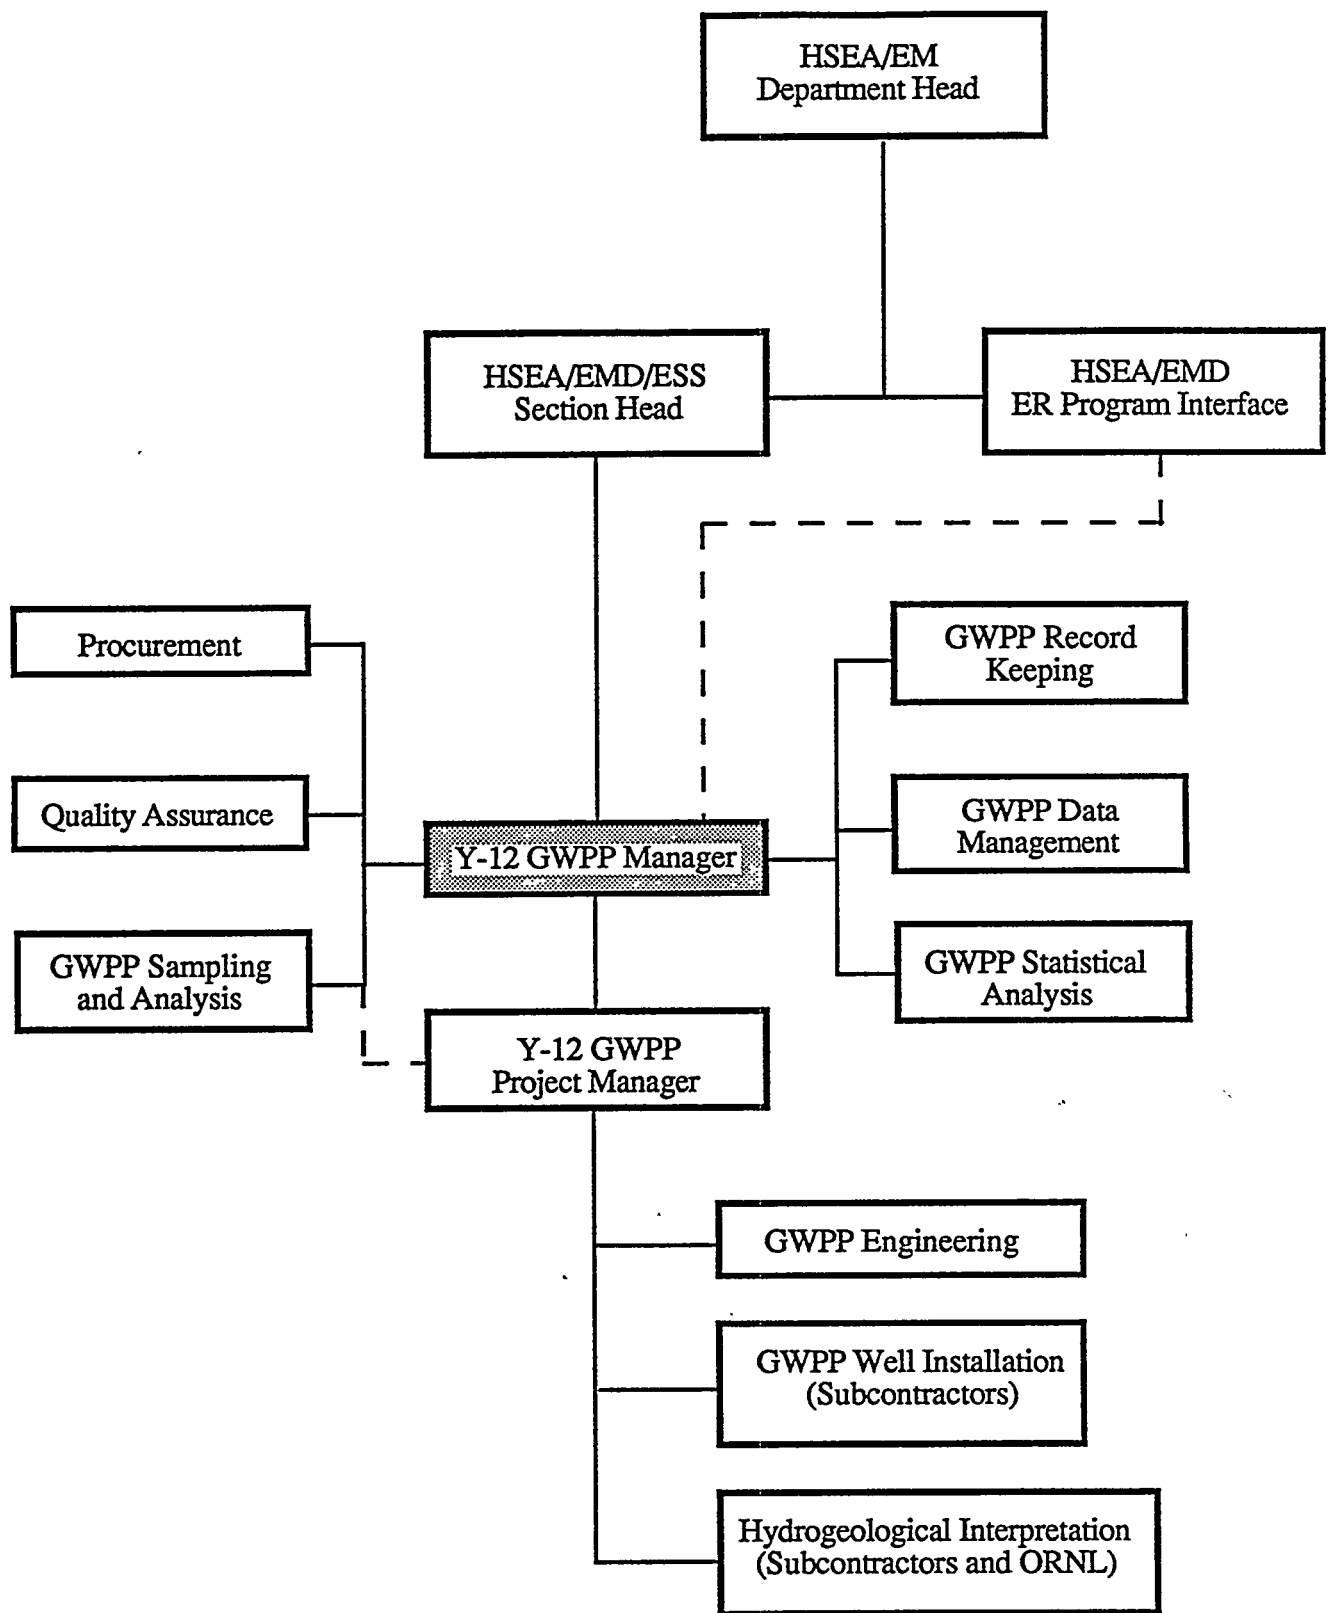 HSEA/EM
Department Head
HSEA/EMD/ESS
Section Head
HSEA/EMD
ER Program Interface
Procurement
GWPP Record
Keeping
Quality Assurance
GWPP Data
Management
Y-12 GWPP Manager
GWPP Sampling
and Analysis
GWPP Statistical
Analysis
Y-12 GWPP
Project Manager
GWPP Engineering
GWPP Well Installation
(Subcontractors)
Hydrogeological Interpretation
(Subcontractors and ORNL)